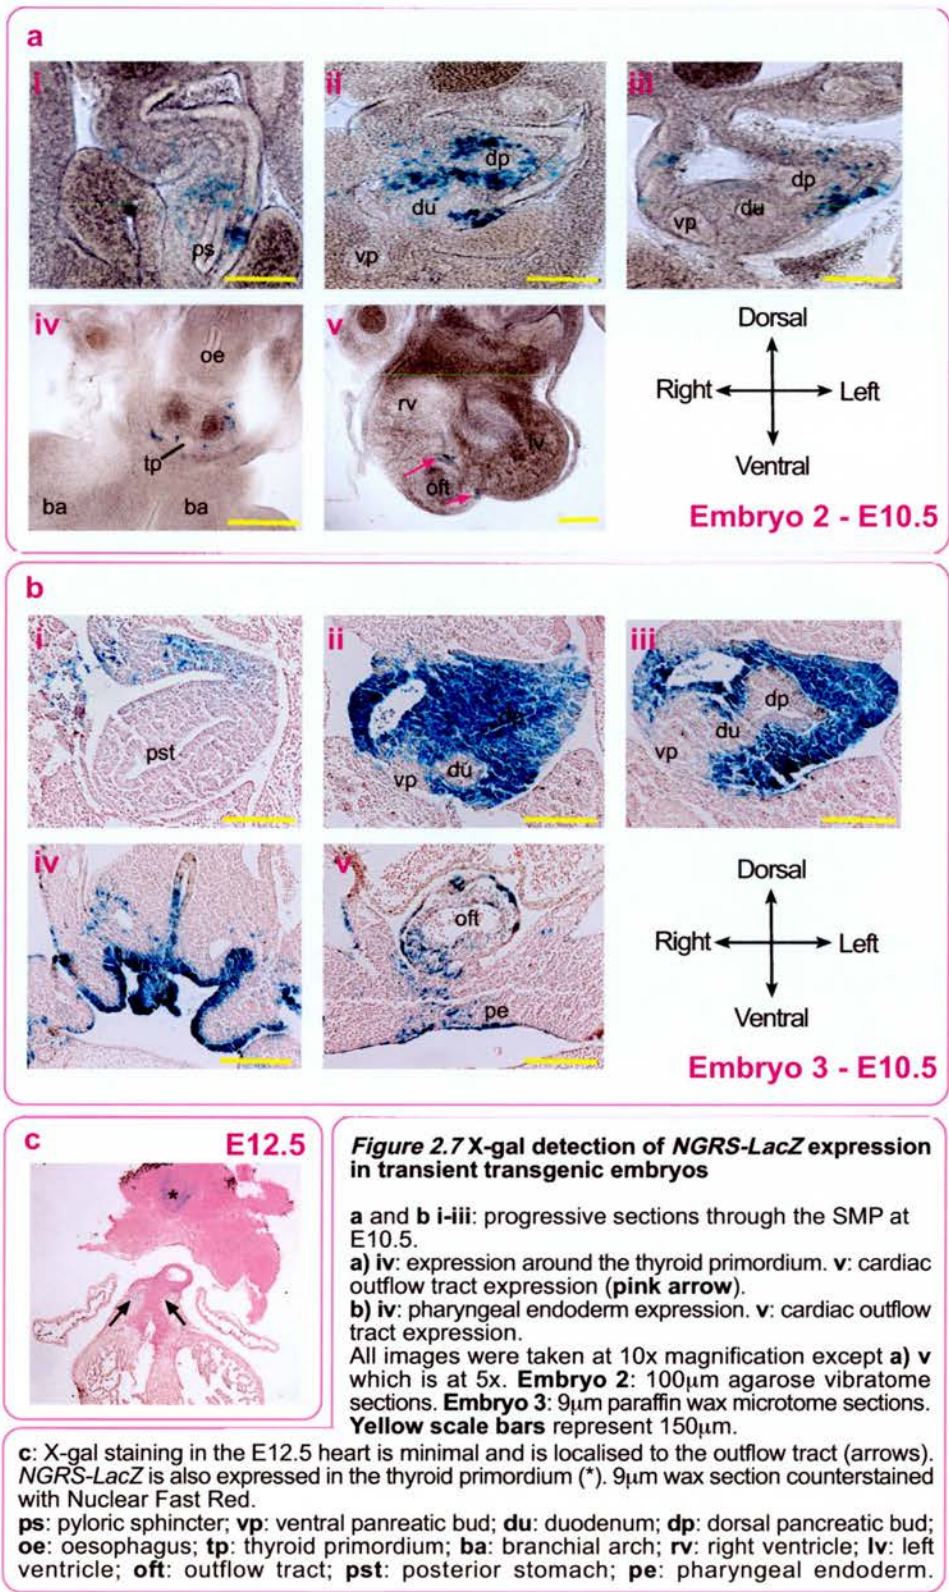 a
i
ps
ii
dp
du
vp
iii
dp
vp
du
iv
oe
tp
ba
ba
v
rv
lv
oft
Dorsal
Right
Left
Ventral
Embryo 2 - E10.5
b
i
pst
ii
dp
vp
du
iii
dp
du
vp
iv
v
oft
pe
Dorsal
Right
Left
Ventral
Embryo 3 - E10.5
c
E12.5
*
Figure 2.7 X-gal detection of NGRS-LacZ expression
in transient transgenic embryos
a and b i-iii: progressive sections through the SMP at
E10.5.
a) iv: expression around the thyroid primordium. v: cardiac
outflow tract expression (pink arrow).
b) iv: pharyngeal endoderm expression. v: cardiac outflow
tract expression.
All images were taken at 10x magnification except a) v
which is at 5x. Embryo 2: 100μm agarose vibratome
sections. Embryo 3: 9μm paraffin wax microtome sections.
Yellow scale bars represent 150μm.
c: X-gal staining in the E12.5 heart is minimal and is localised to the outflow tract (arrows).
NGRS-LacZ is also expressed in the thyroid primordium (*). 9μm wax section counterstained
with Nuclear Fast Red.
ps: pyloric sphincter; vp: ventral panreatic bud; du: duodenum; dp: dorsal pancreatic bud;
oe: oesophagus; tp: thyroid primordium; ba: branchial arch; rv: right ventricle; lv: left
ventricle; oft: outflow tract; pst: posterior stomach; pe: pharyngeal endoderm.